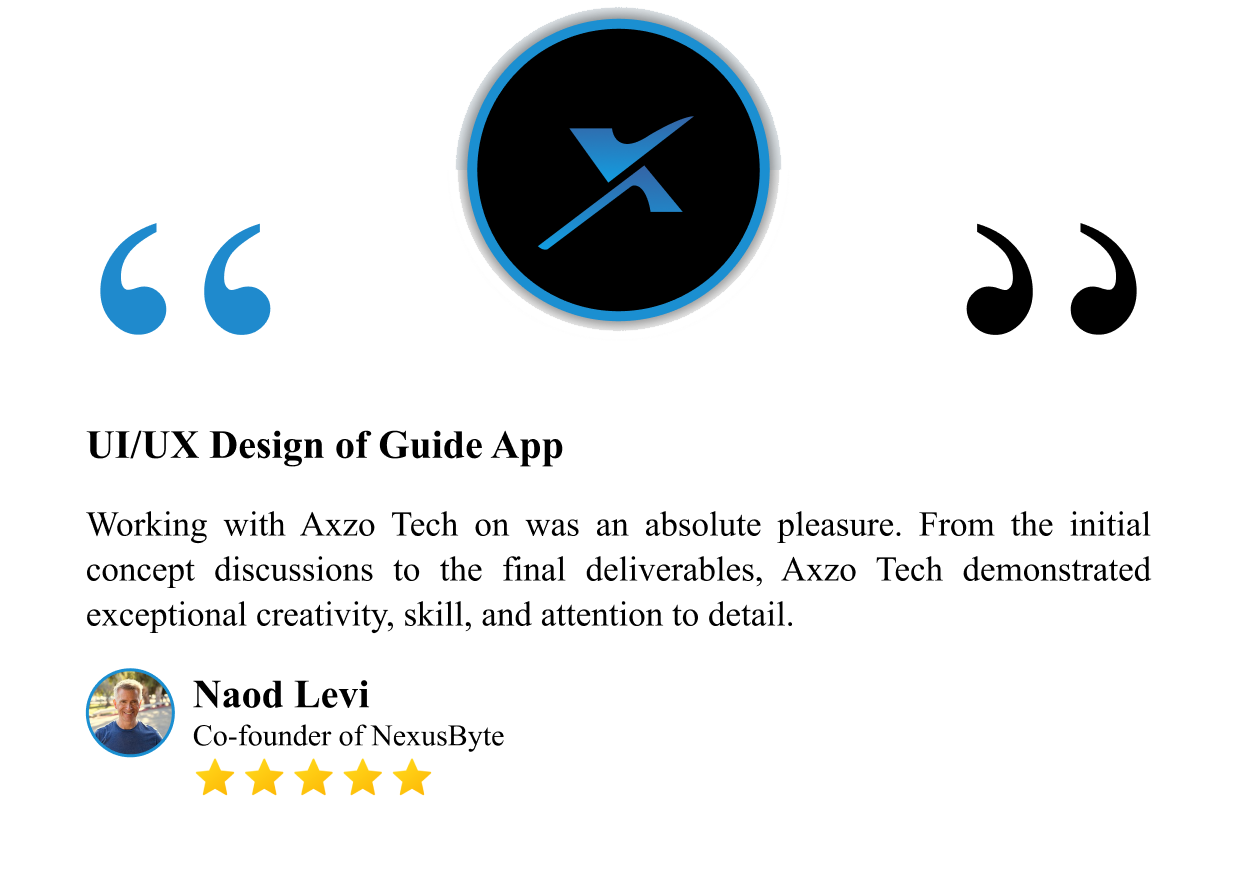 “ ”
UI/UX Design of Guide App
Working with Axzo Tech on was an absolute pleasure. From the initial
concept discussions to the final deliverables, Axzo Tech demonstrated
exceptional creativity, skill, and attention to detail.
Naod Levi
Co-founder of NexusByte